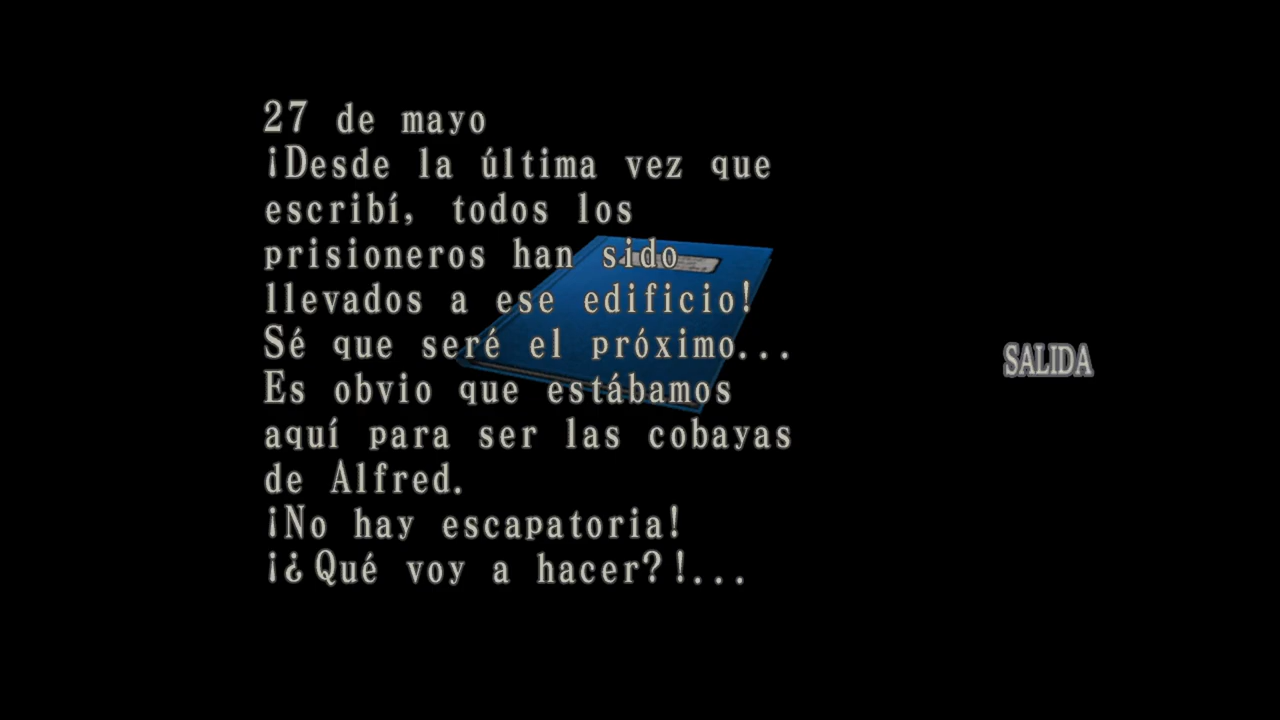 27 de mayo
¡Desde la última vez que
escribí, todos los
prisioneros han sido
llevados a ese edificio!
Sé que seré el próximo...
Es obvio que estábamos
aquí para ser las cobayas
de Alfred.
¡No hay escapatoria!
¡¿Qué voy a hacer?!...
SALIDA